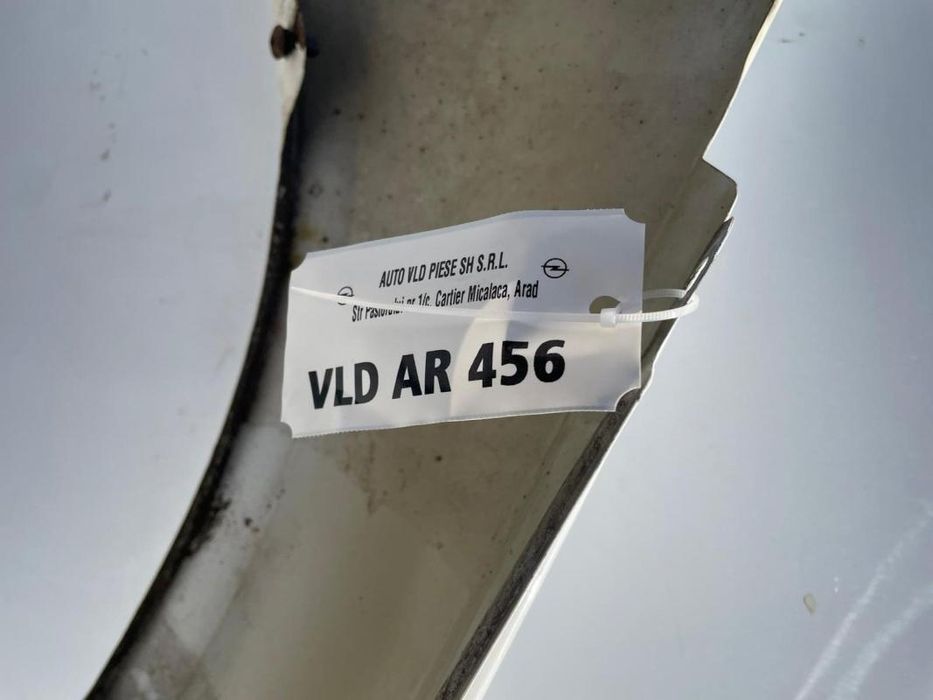 AUTO VLD PIESE SH S.R.L.
Str nr 1/c, Cartier Micalaca, Arad
VLD AR 456